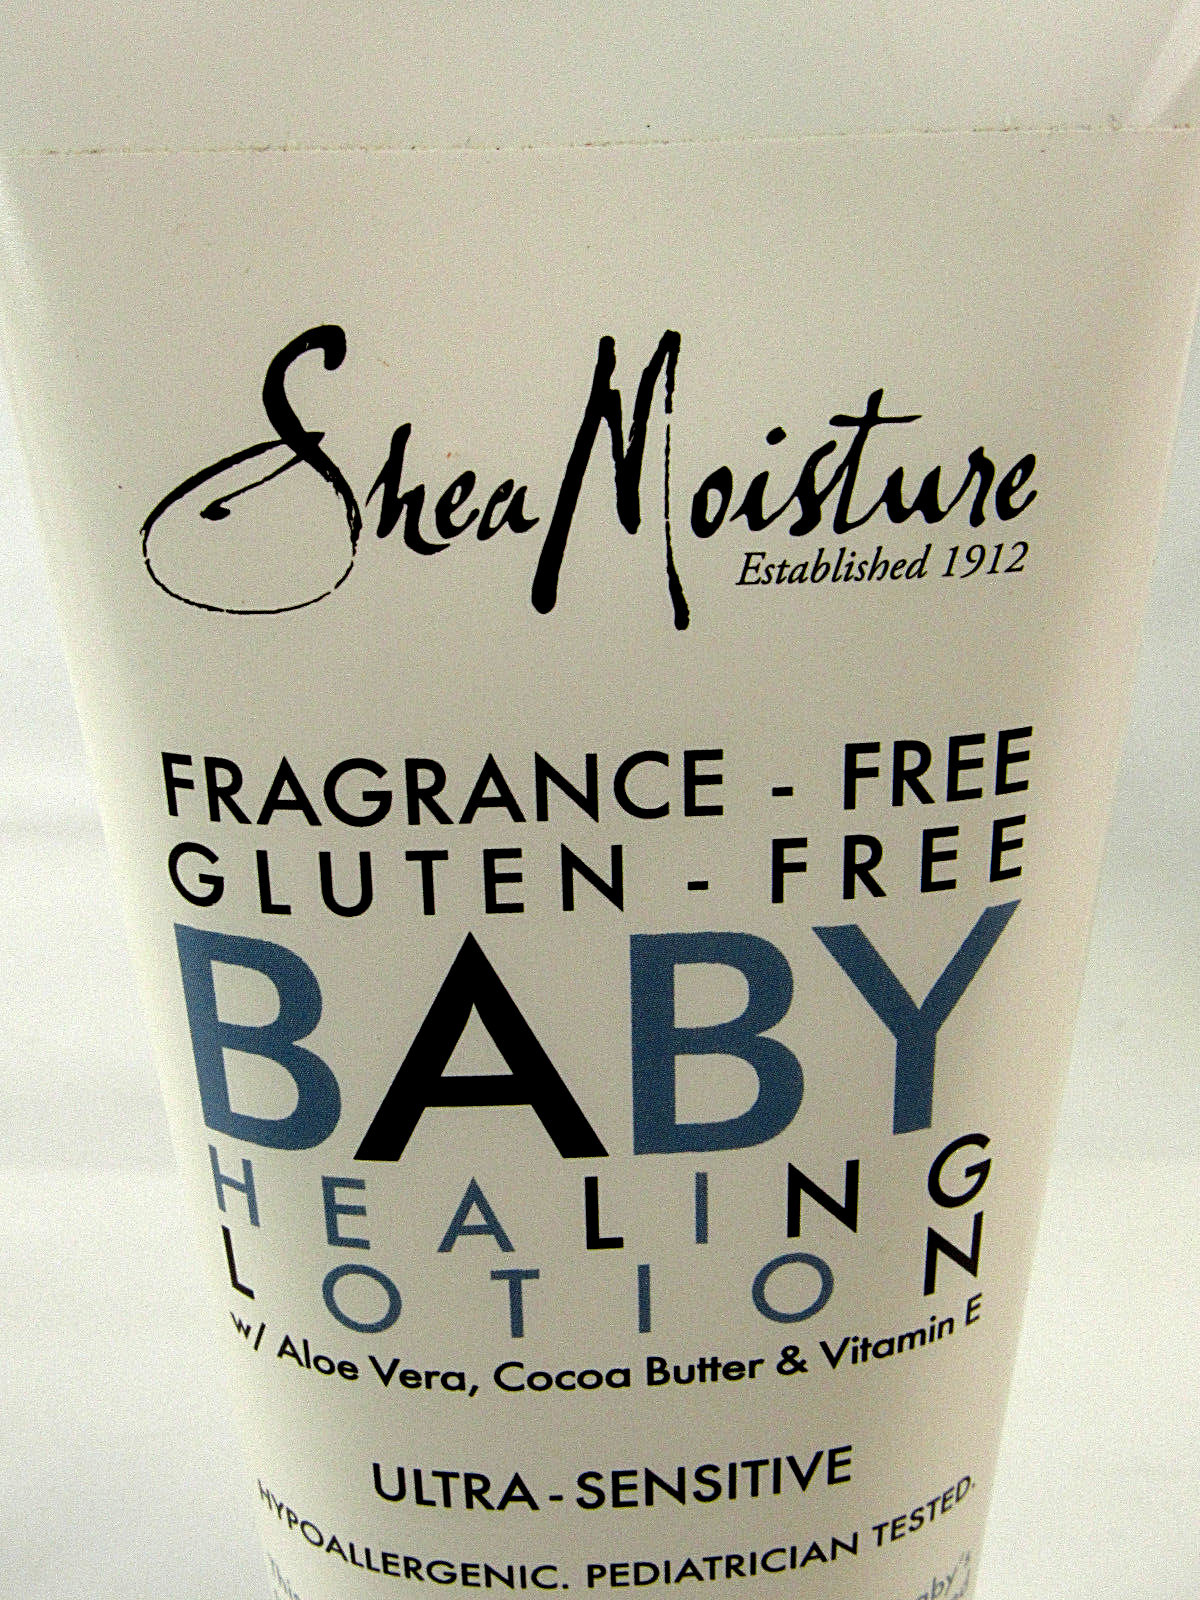 SheaMoisture
Established 1912
FRAGRANCE - FREE
GLUTEN - FREE
BABY
HEALING
LOTION
w/ Aloe Vera, Cocoa Butter & Vitamin E
ULTRA-SENSITIVE
HYPOALLERGENIC. PEDIATRICIAN TESTED.